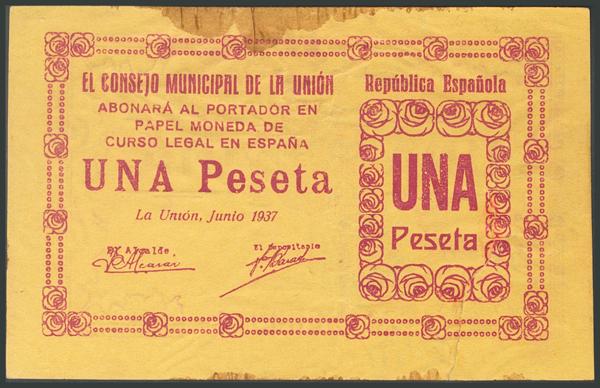 EL CONSEJO MUNICIPAL DE LA UNIÓN
ABONARÁ AL PORTADOR EN
PAPEL MONEDA DE
CURSO LEGAL EN ESPAÑA
UNA Peseta
La Unión, Junio 1937
El Alcalde
El Depositario
República Española
UNA
Peseta